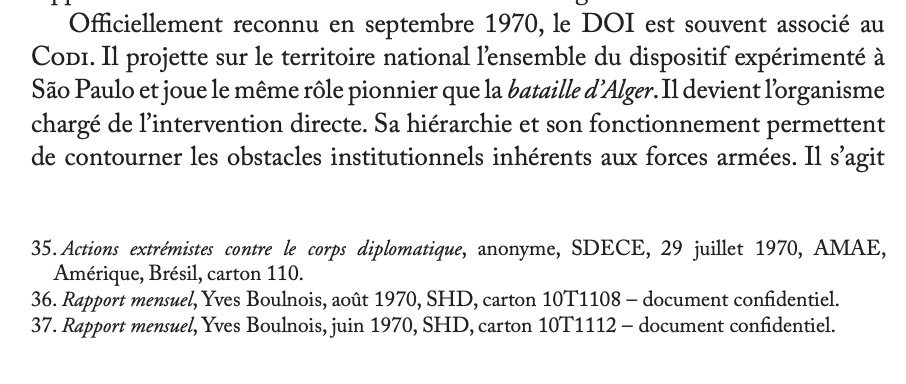 Officiellement reconnu en septembre 1970, le DOI est souvent associé au
CODI. Il projette sur le territoire national l'ensemble du dispositif expérimenté à
São Paulo et joue le même rôle pionnier que la bataille d'Alger. Il devient l'organisme
chargé de l'intervention directe. Sa hiérarchie et son fonctionnement permettent
de contourner les obstacles institutionnels inhérents aux forces armées. Il s'agit
35. Actions extrémistes contre le corps diplomatique, anonyme, SDECE, 29 juillet 1970, AMAE,
Amérique, Brésil, carton 110.
36. Rapport mensuel, Yves Boulnois, août 1970, SHD, carton 10T1108 – document confidentiel.
37. Rapport mensuel, Yves Boulnois, juin 1970, SHD, carton 10T1112 – document confidentiel.